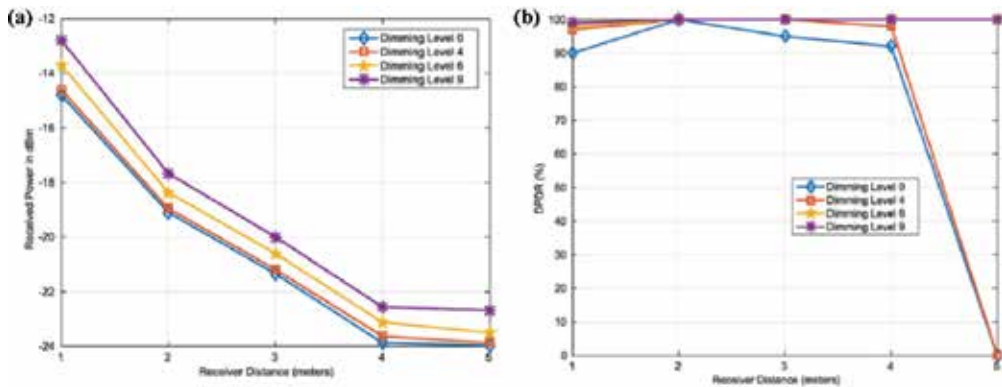 (a)
-12
-14
-16
-18
-20
-22
-24
1
2
3
4
5
Received Power in dBm
Receiver Distance (meters)
Dimming Level 0
Dimming Level 4
Dimming Level 6
Dimming Level 9
(b)
100
90
80
70
60
50
40
30
20
10
0
1
2
3
4
5
DPDR (%)
Receiver Distance (meters)
Dimming Level 0
Dimming Level 4
Dimming Level 6
Dimming Level 9